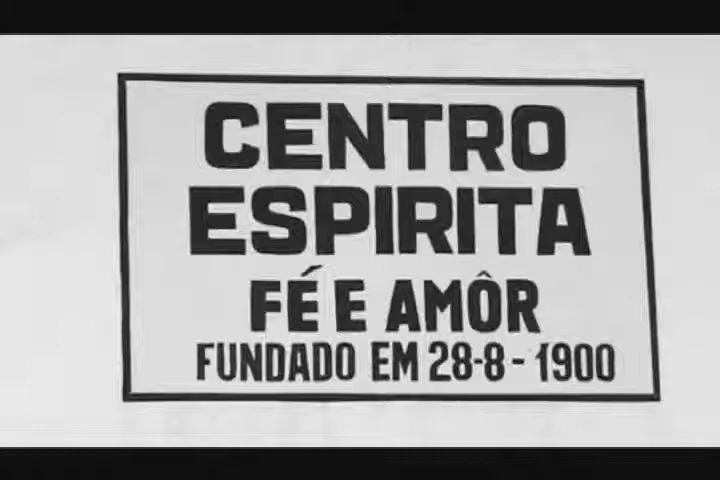 CENTRO
ESPIRITA
FÉ E AMÔR
FUNDADO EM 28-8-1900